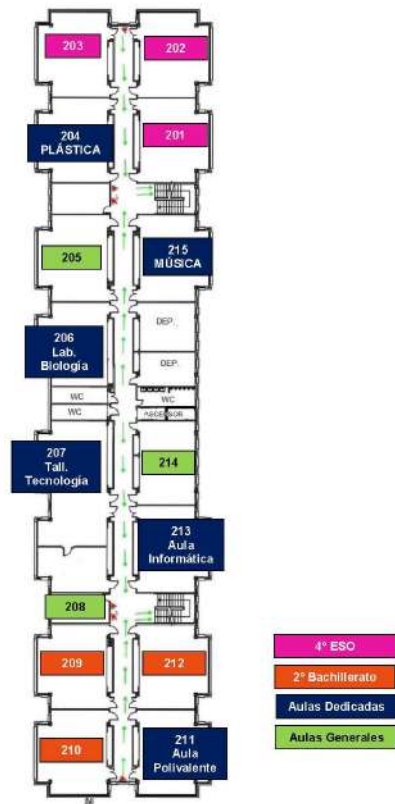 203
202
204
PLÁSTICA
201
205
215
MÚSICA
206
Lab.
Biología
DEP.
DEP.
WC
WC
WC
ASCENSOR
207
Tall.
Tecnología
214
213
Aula
Informática
208
209
212
210
211
Aula
Polivalente
4º ESO
2º Bachillerato
Aulas Dedicadas
Aulas Generales